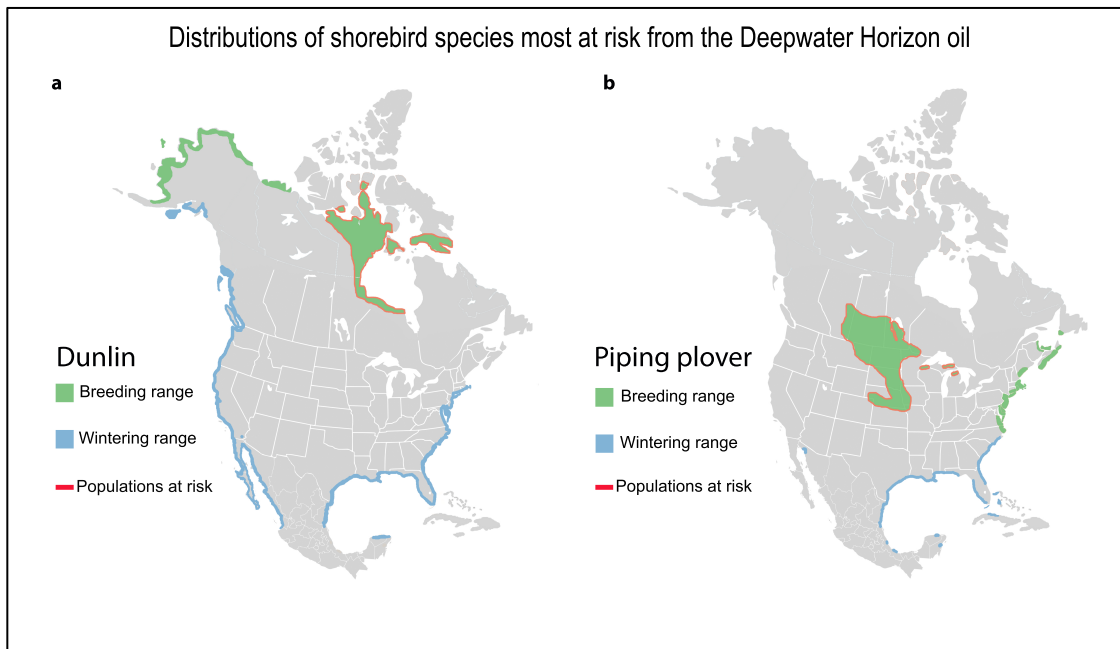 Distributions of shorebird species most at risk from the Deepwater Horizon oil
a
Dunlin
Breeding range
Wintering range
Populations at risk
b
Piping plover
Breeding range
Wintering range
Populations at risk